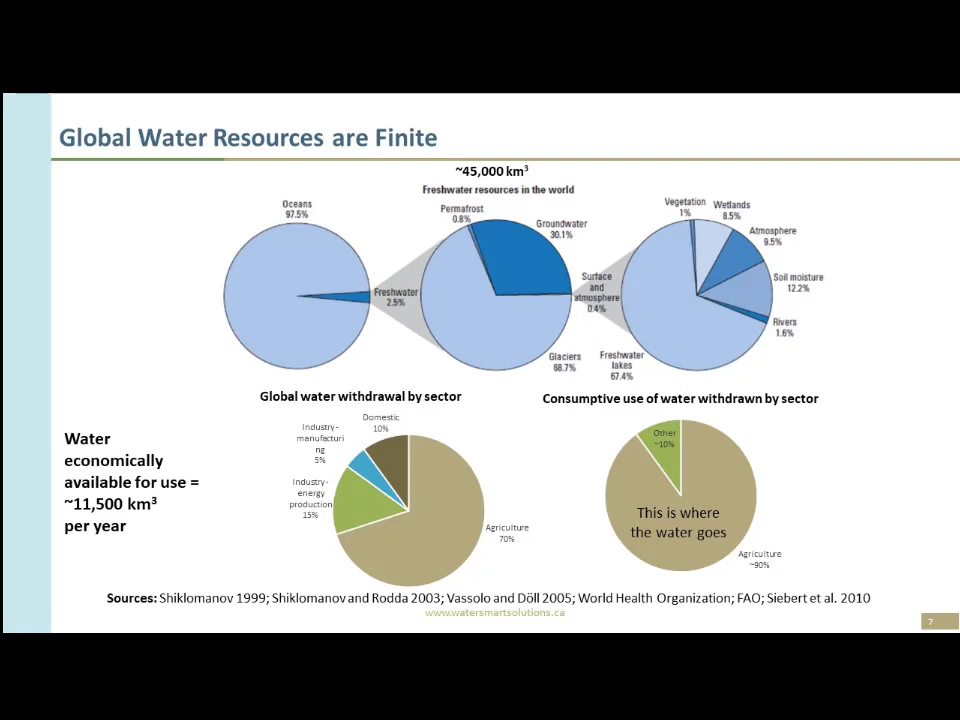 Global Water Resources are Finite
~45,000 km³
Freshwater resources in the world
Oceans
97.5%
Freshwater
2.5%
Permafrost
0.8%
Groundwater
30.1%
Glaciers
68.7%
Surface
and
atmosphere
0.4%
Vegetation
1%
Wetlands
8.5%
Atmosphere
9.5%
Soil moisture
12.2%
Rivers
1.6%
Freshwater
lakes
67.4%
Water
economically
available for use =
~11,500 km³
per year
Global water withdrawal by sector
Domestic
10%
Industry -
manufacturi
ng
5%
Industry-
energy
production
15%
Agriculture
70%
Consumptive use of water withdrawn by sector
Other
~10%
This is where
the water goes
Agriculture
~90%
Sources: Shiklomanov 1999; Shiklomanov and Rodda 2003; Vassolo and Döll 2005; World Health Organization; FAO; Siebert et al. 2010
www.watersmartsolutions.ca
7